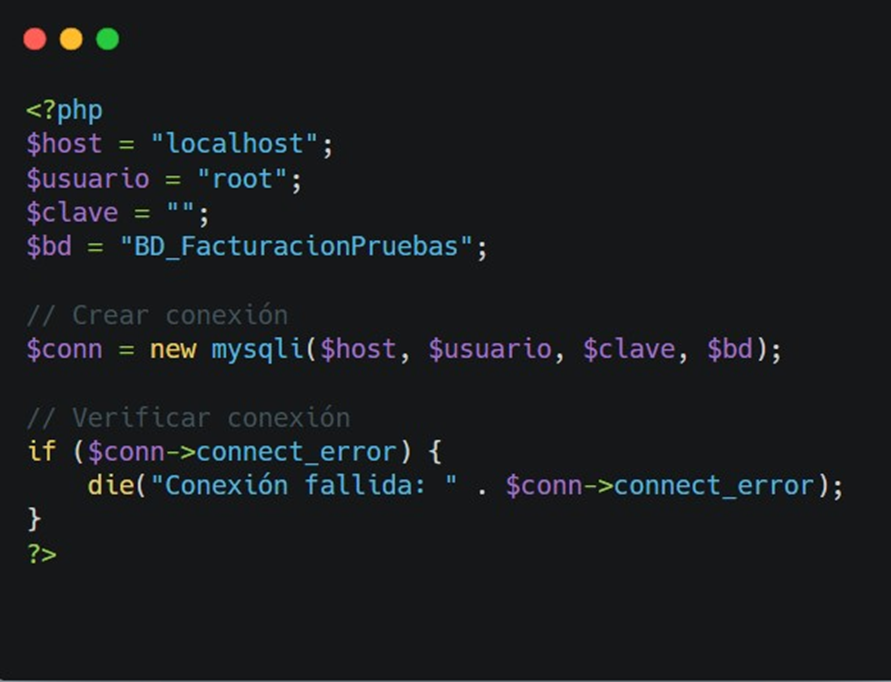 <?php
$host = "localhost";
$usuario = "root";
$clave = "";
$bd = "BD_FacturacionPruebas";

// Crear conexión
$conn = new mysqli($host, $usuario, $clave, $bd);

// Verificar conexión
if ($conn->connect_error) {
    die("Conexión fallida: " . $conn->connect_error);
}
?>